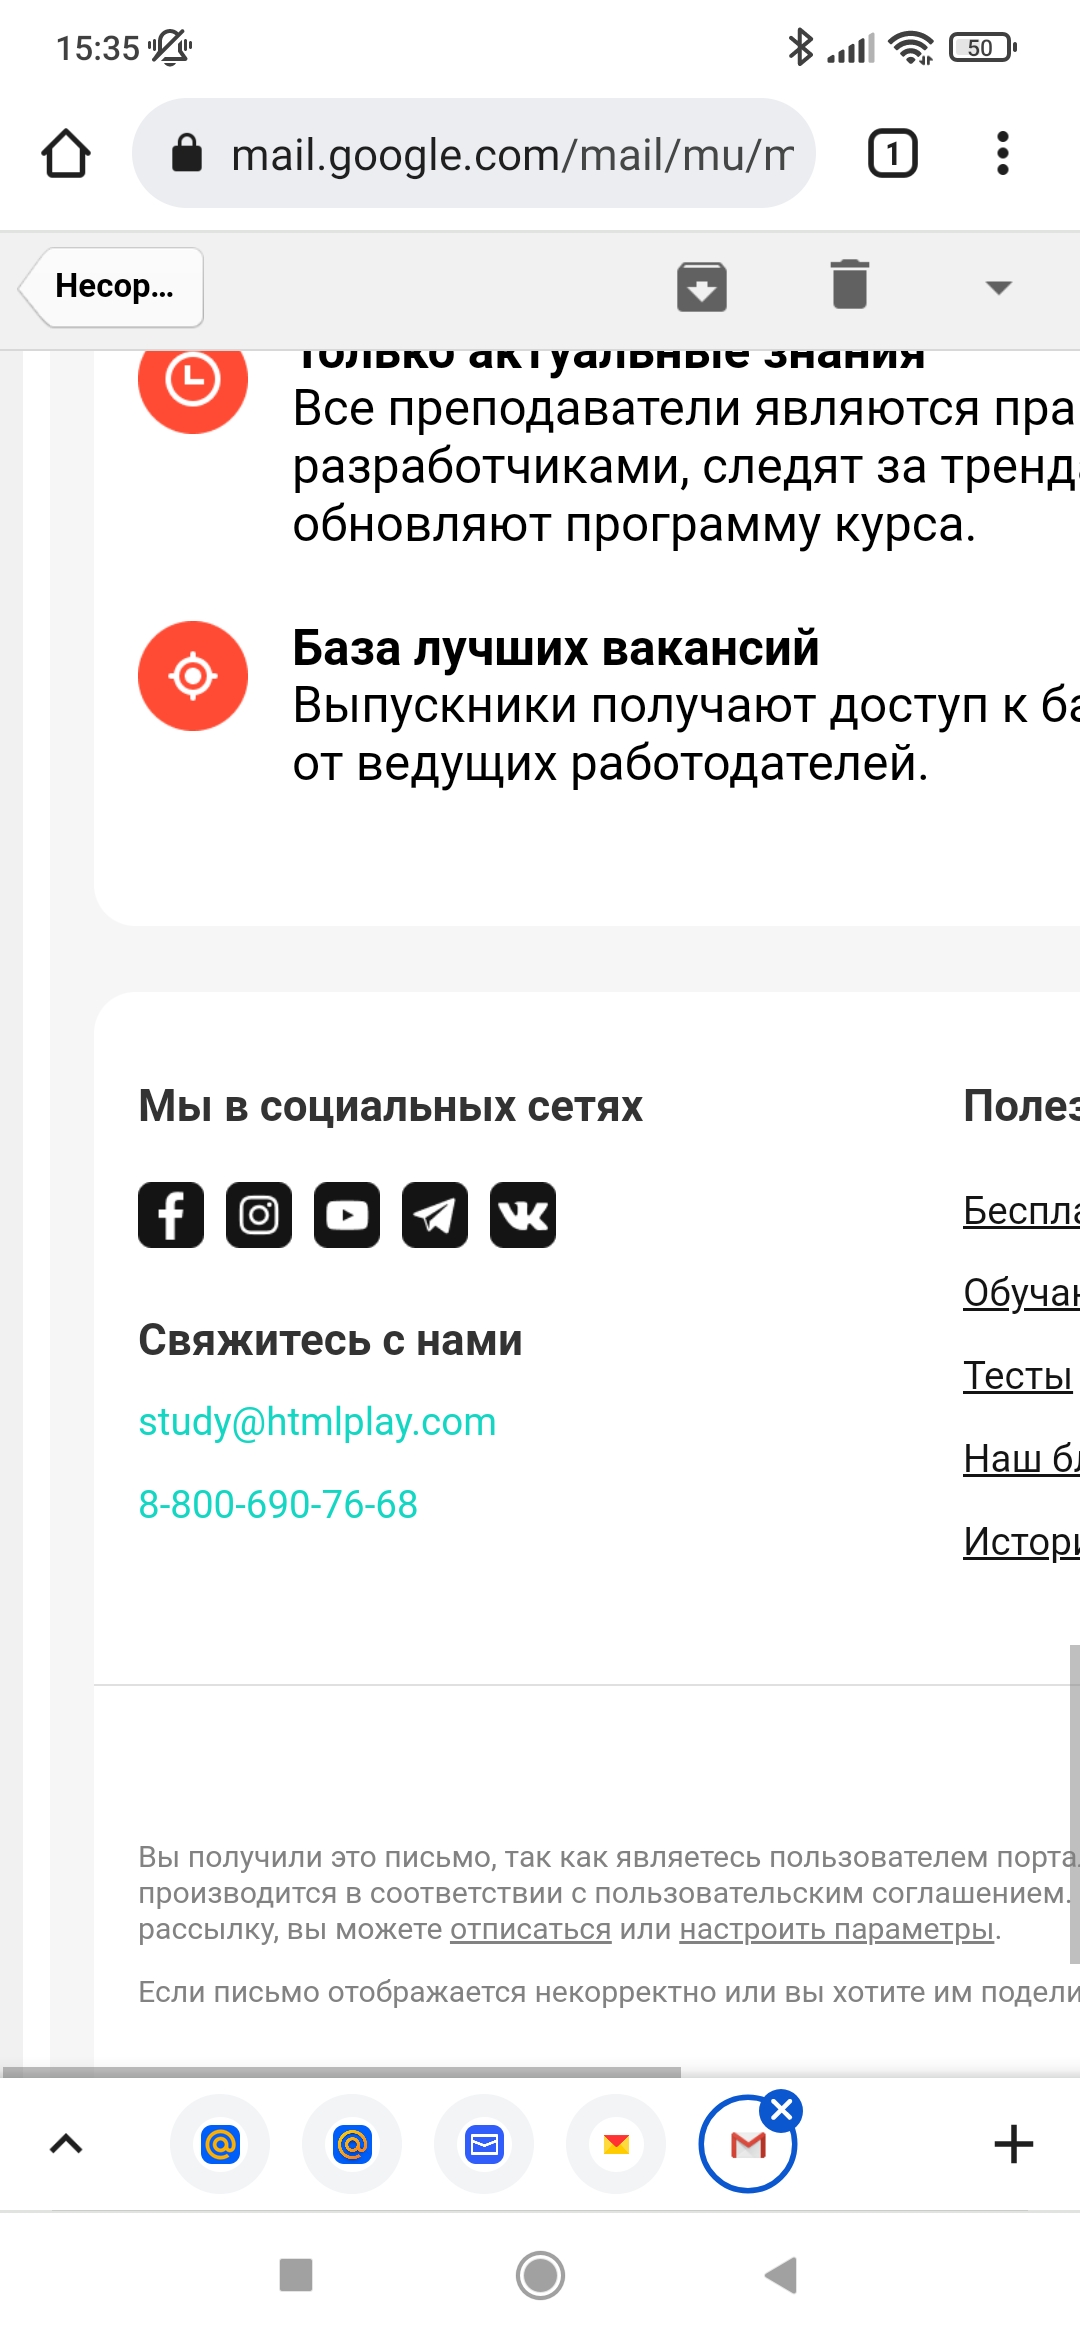 15:35
50
mail.google.com/mail/mu/m
1
Несор...
Только актуальные знания
Все преподаватели являются пра
разработчиками, следят за тренд
обновляют программу курса.
База лучших вакансий
Выпускники получают доступ к ба
от ведущих работодателей.
Мы в социальных сетях
Полез
Беспла
Обучаю
Тесты
Наш бл
Истори
Свяжитесь с нами
study@htmlplay.com
8-800-690-76-68
Вы получили это письмо, так как являетесь пользователем порта
производится в соответствии с пользовательским соглашением.
рассылку, вы можете отписаться или настроить параметры.
Если письмо отображается некорректно или вы хотите им подели